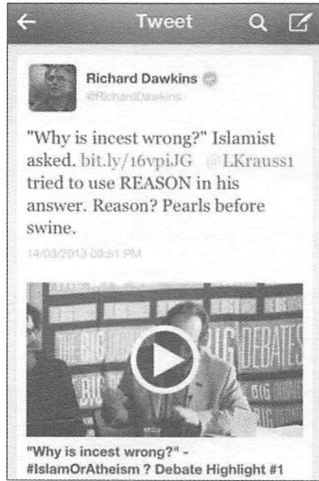 Tweet
Richard Dawkins
@RichardDawkins
"Why is incest wrong?" Islamist
asked. bit.ly/16vpiJG @LKrauss1
tried to use REASON in his
answer. Reason? Pearls before
swine.
14/03/2013 09:51 PM
THE BIG
BIG DEBATES
BIG
"Why is incest wrong?" -
#IslamOrAtheism ? Debate Highlight #1